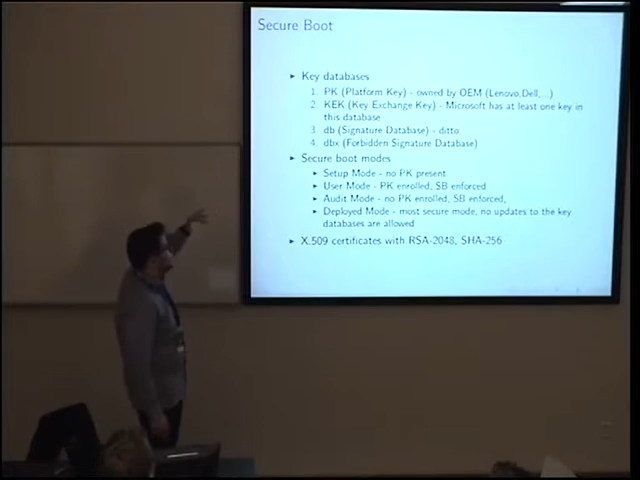 Secure Boot
▸ Key databases
1. PK (Platform Key) - owned by OEM (Lenovo,Dell,...)
2. KEK (Key Exchange Key) - Microsoft has at least one key in
this database
3. db (Signature Database) - ditto
4. dbx (Forbidden Signature Database)
▸ Secure boot modes
▸ Setup Mode - no PK present
▸ User Mode - PK enrolled, SB enforced
▸ Audit Mode - no PK enrolled, SB enforced,
▸ Deployed Mode - most secure mode, no updates to the key
databases are allowed
▸ X.509 certificates with RSA-2048, SHA-256